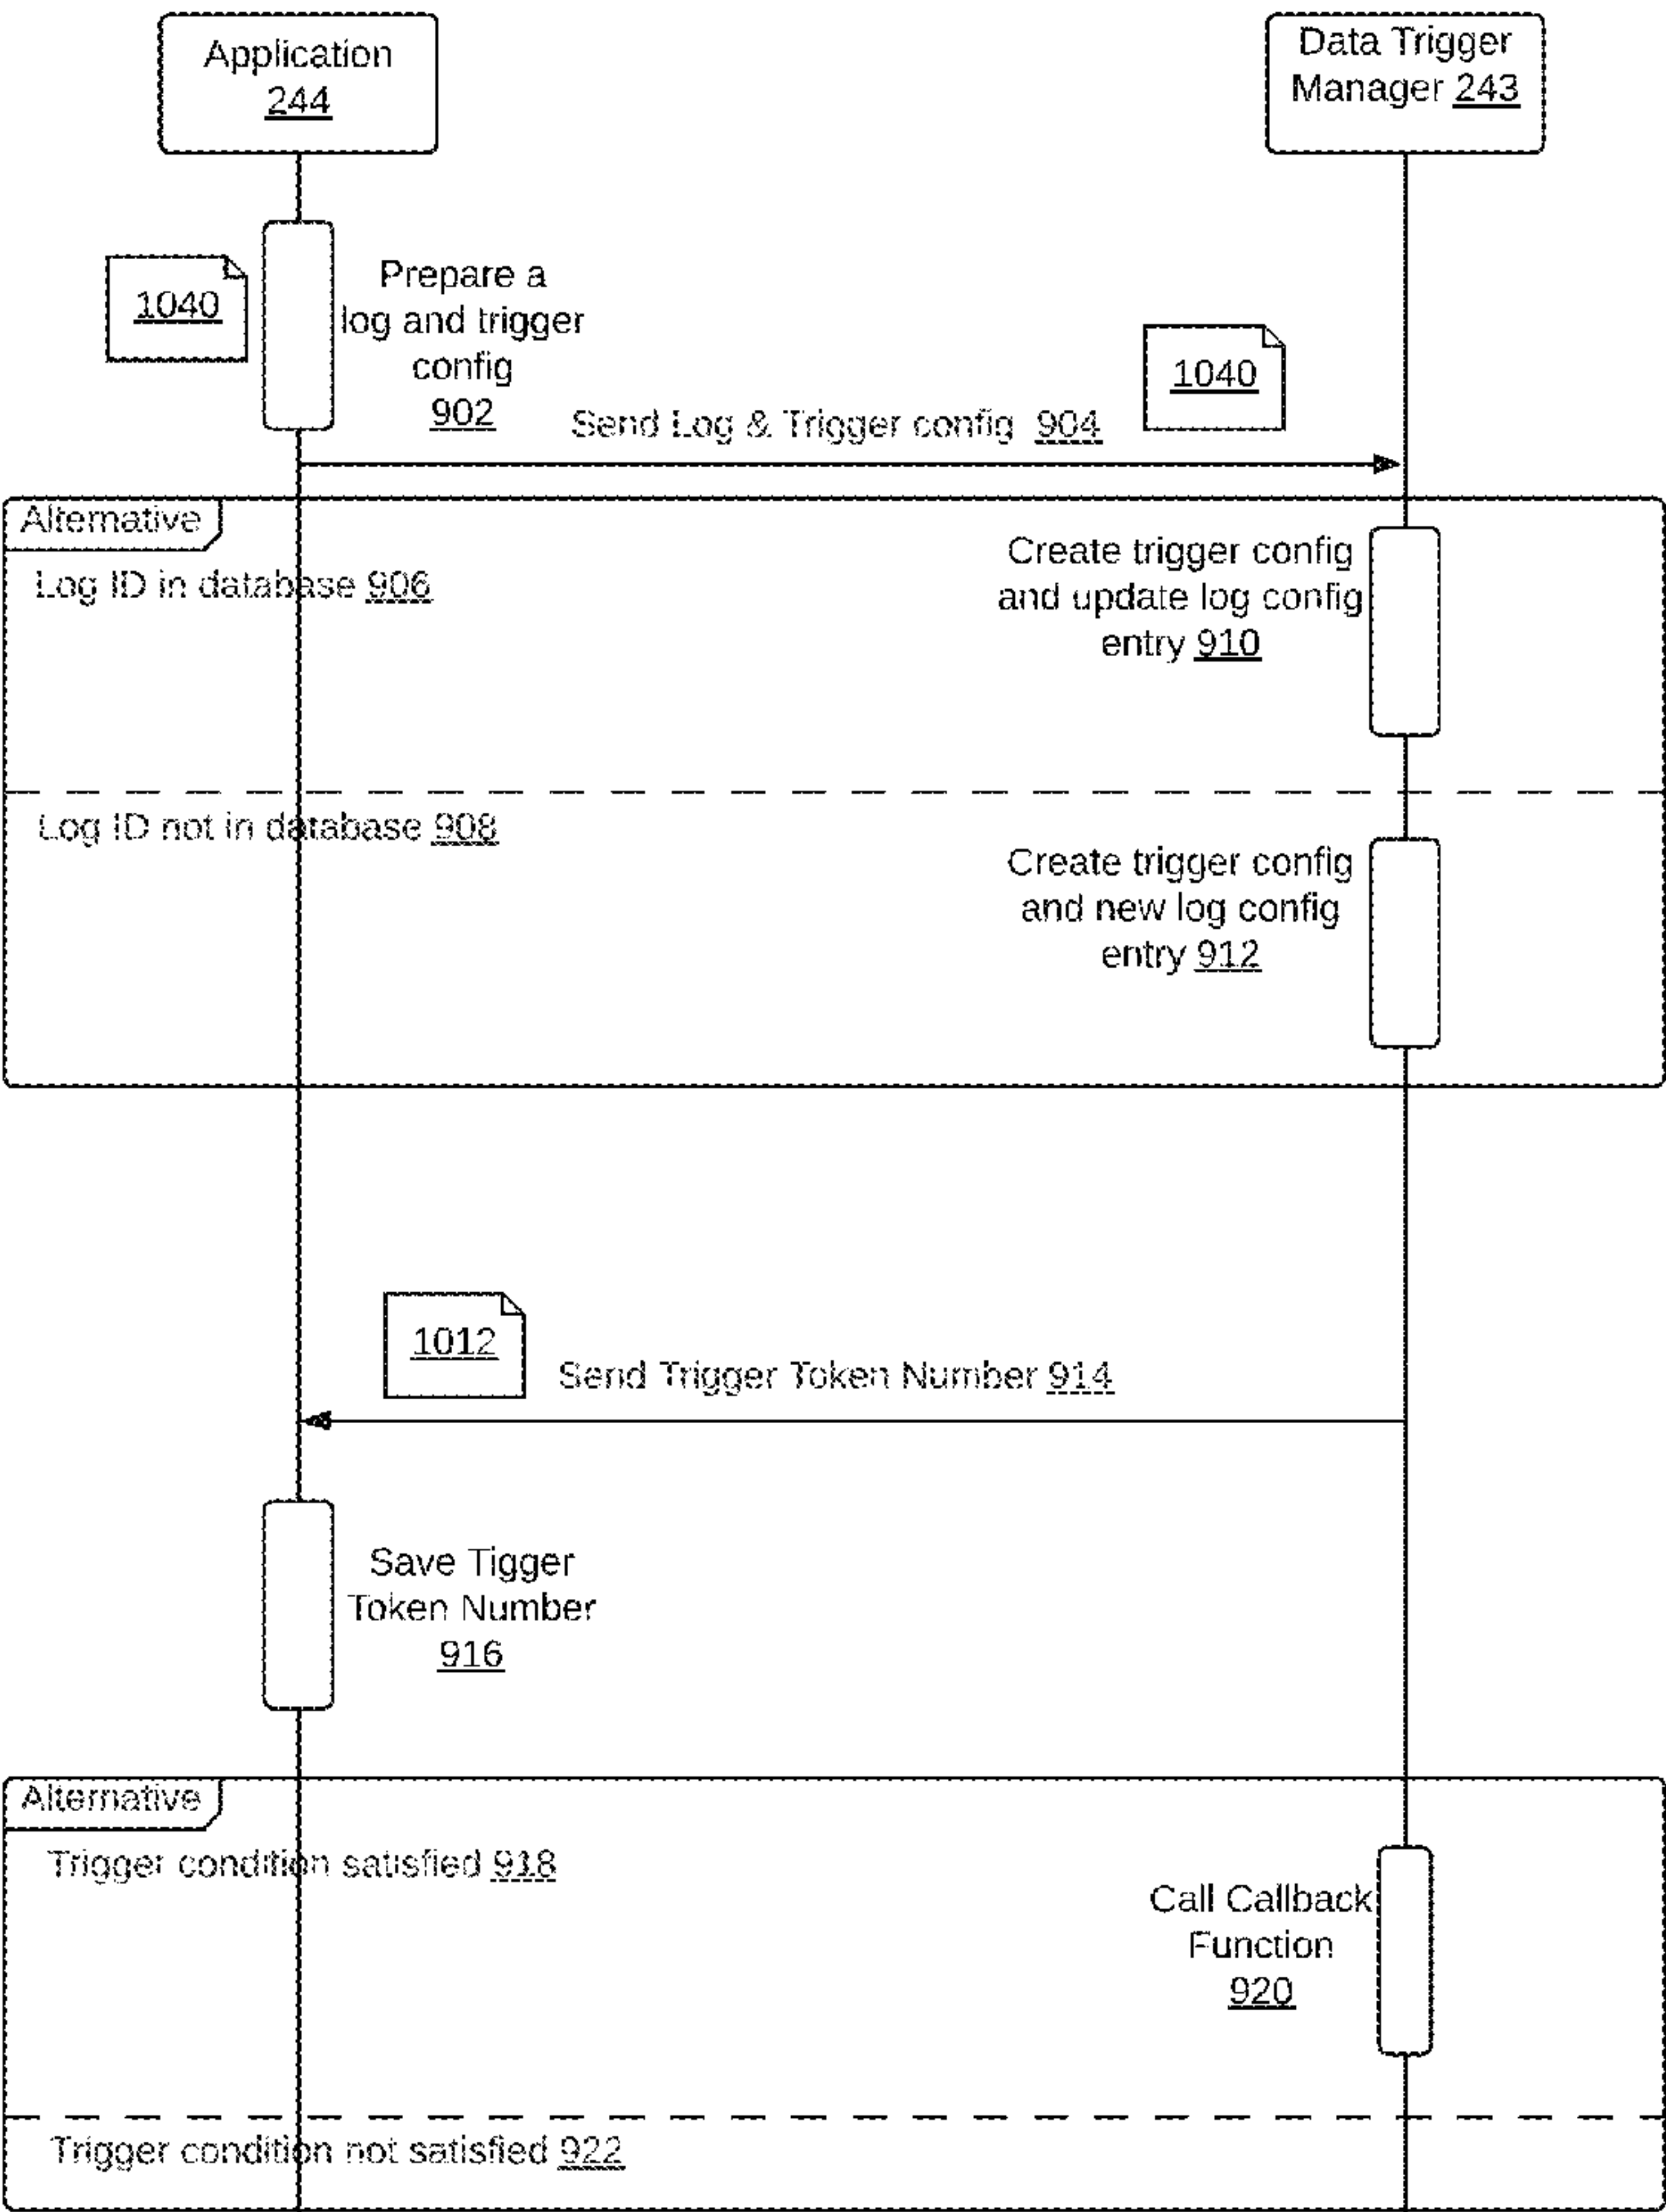 Application
244
Data Trigger
Manager 243
1040
Prepare a
log and trigger
config
902
1040
Send Log & Trigger config 904
Alternative
Log ID in database 906
Create trigger config
and update log config
entry 910
Log ID not in database 908
Create trigger config
and new log config
entry 912
1012
Send Trigger Token Number 914
Save Tigger
Token Number
916
Alternative
Trigger condition satisfied 918
Call Callback
Function
920
Trigger condition not satisfied 922